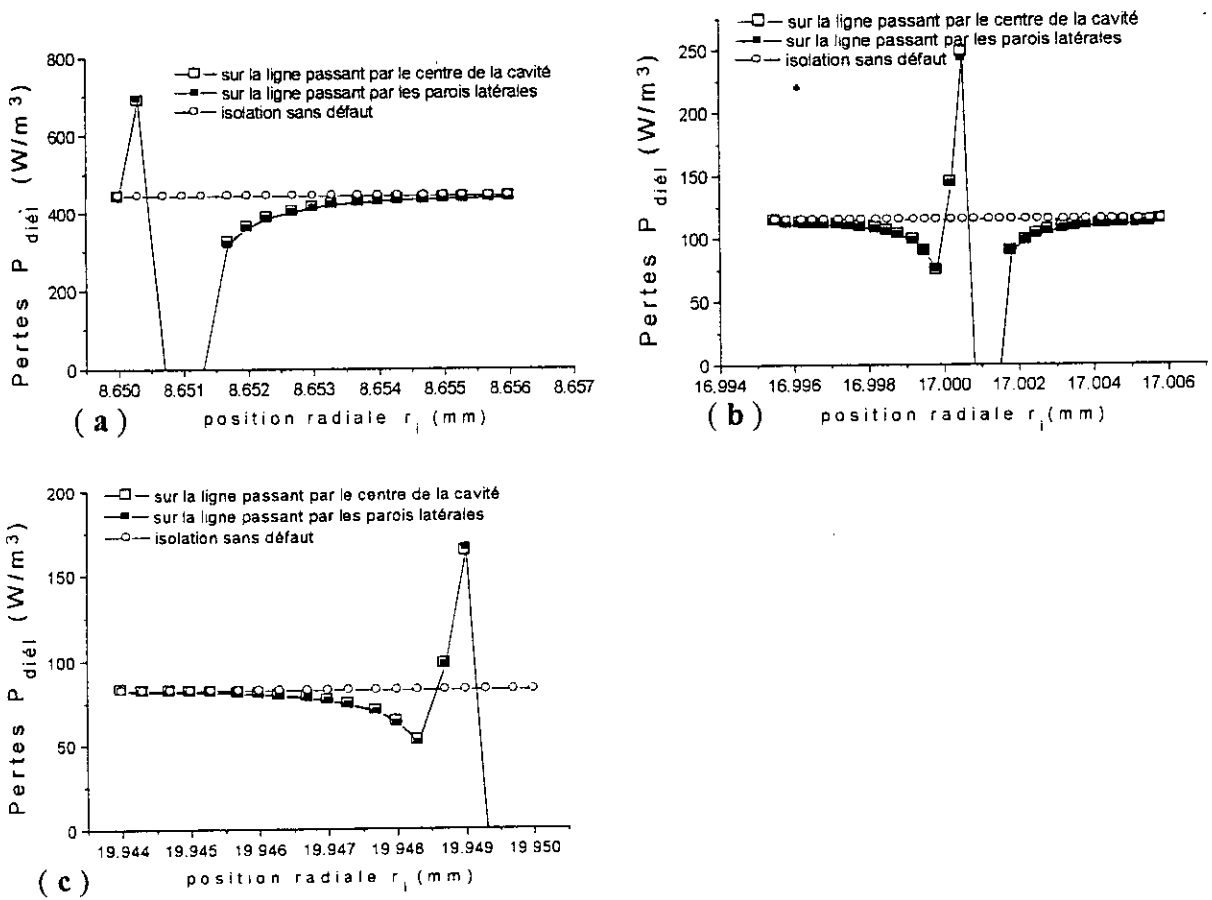 sur la ligne passant par le centre de la cavité
sur la ligne passant par les parois latérales
isolation sans défaut
Pertes P diél. (W/m³)
800
600
400
200
0
8.650 8.651 8.652 8.653 8.654 8.655 8.656 8.657
position radiale r i (mm)
(a)
sur la ligne passant par le centre de la cavité
sur la ligne passant par les parois latérales
isolation sans défaut
Pertes P diél (W/m³)
250
200
150
100
50
0
16.994 16.996 16.998 17.000 17.002 17.004 17.006
position radiale r i (mm)
(b)
sur la ligne passant par le centre de la cavité
sur la ligne passant par les parois latérales
isolation sans défaut
Pertes P diél (W/m³)
200
150
100
50
0
19.944 19.945 19.946 19.947 19.948 19.949 19.950
position radiale r i (mm)
(c)